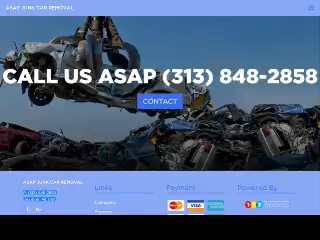 ASAP JUNK CAR REMOVAL
CALL US ASAP (313) 848-2858
CONTACT
ASAP JUNK CAR REMOVAL
Links
Payment
Powered By
Company
VISA